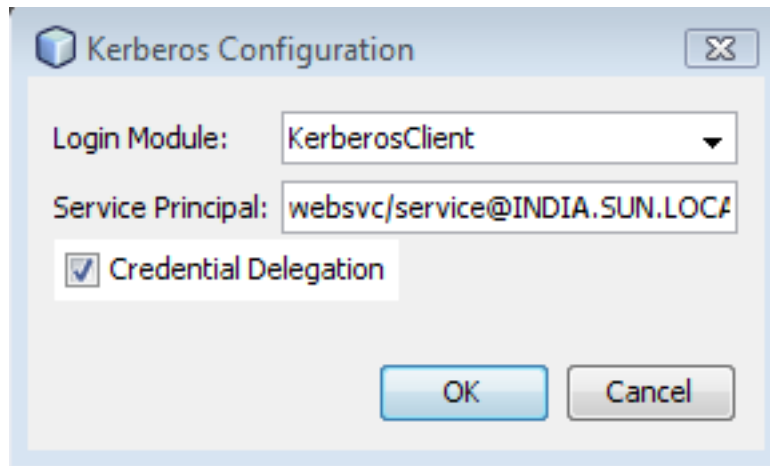 Kerberos Configuration
Login Module: KerberosClient
Service Principal: websvc/service@INDIA.SUN.LOCA
Credential Delegation
OK Cancel